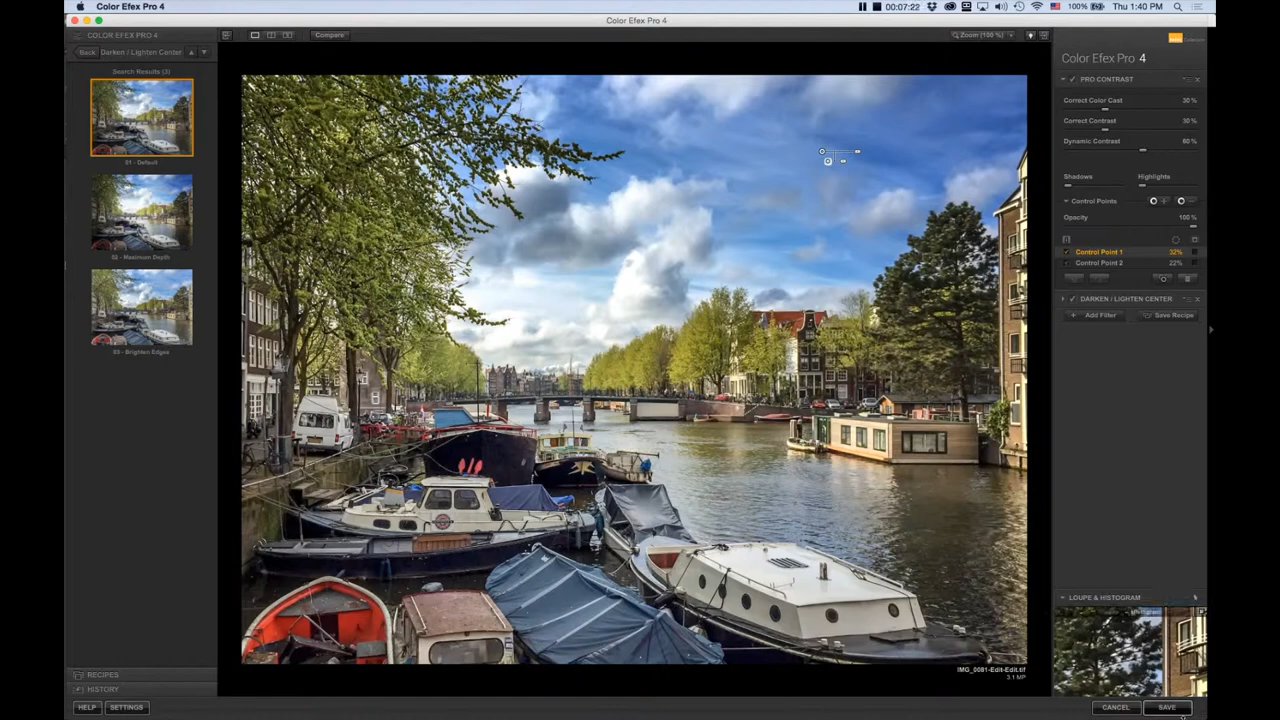 Color Efex Pro 4
00:07:22
100%
Thu 1:40 PM
Color Efex Pro 4
COLOR EFEX PRO 4
Compare
Zoom (100 %)
Back
Darken / Lighten Center
Search Results (3)
01 - Default
02 - Maximum Depth
03 - Brighten Edges
Color Efex Pro 4
PRO CONTRAST
Correct Color Cast 30 %
Correct Contrast 30 %
Dynamic Contrast 60 %
Shadows Highlights
Control Points
Opacity 100 %
Control Point 1 32%
Control Point 2 22%
DARKEN / LIGHTEN CENTER
Add Filter Save Recipe
LOUPE & HISTOGRAM
IMG_0081-Edit-Edit.tif
3.1 MP
RECIPES
HISTORY
HELP
SETTINGS
CANCEL
SAVE